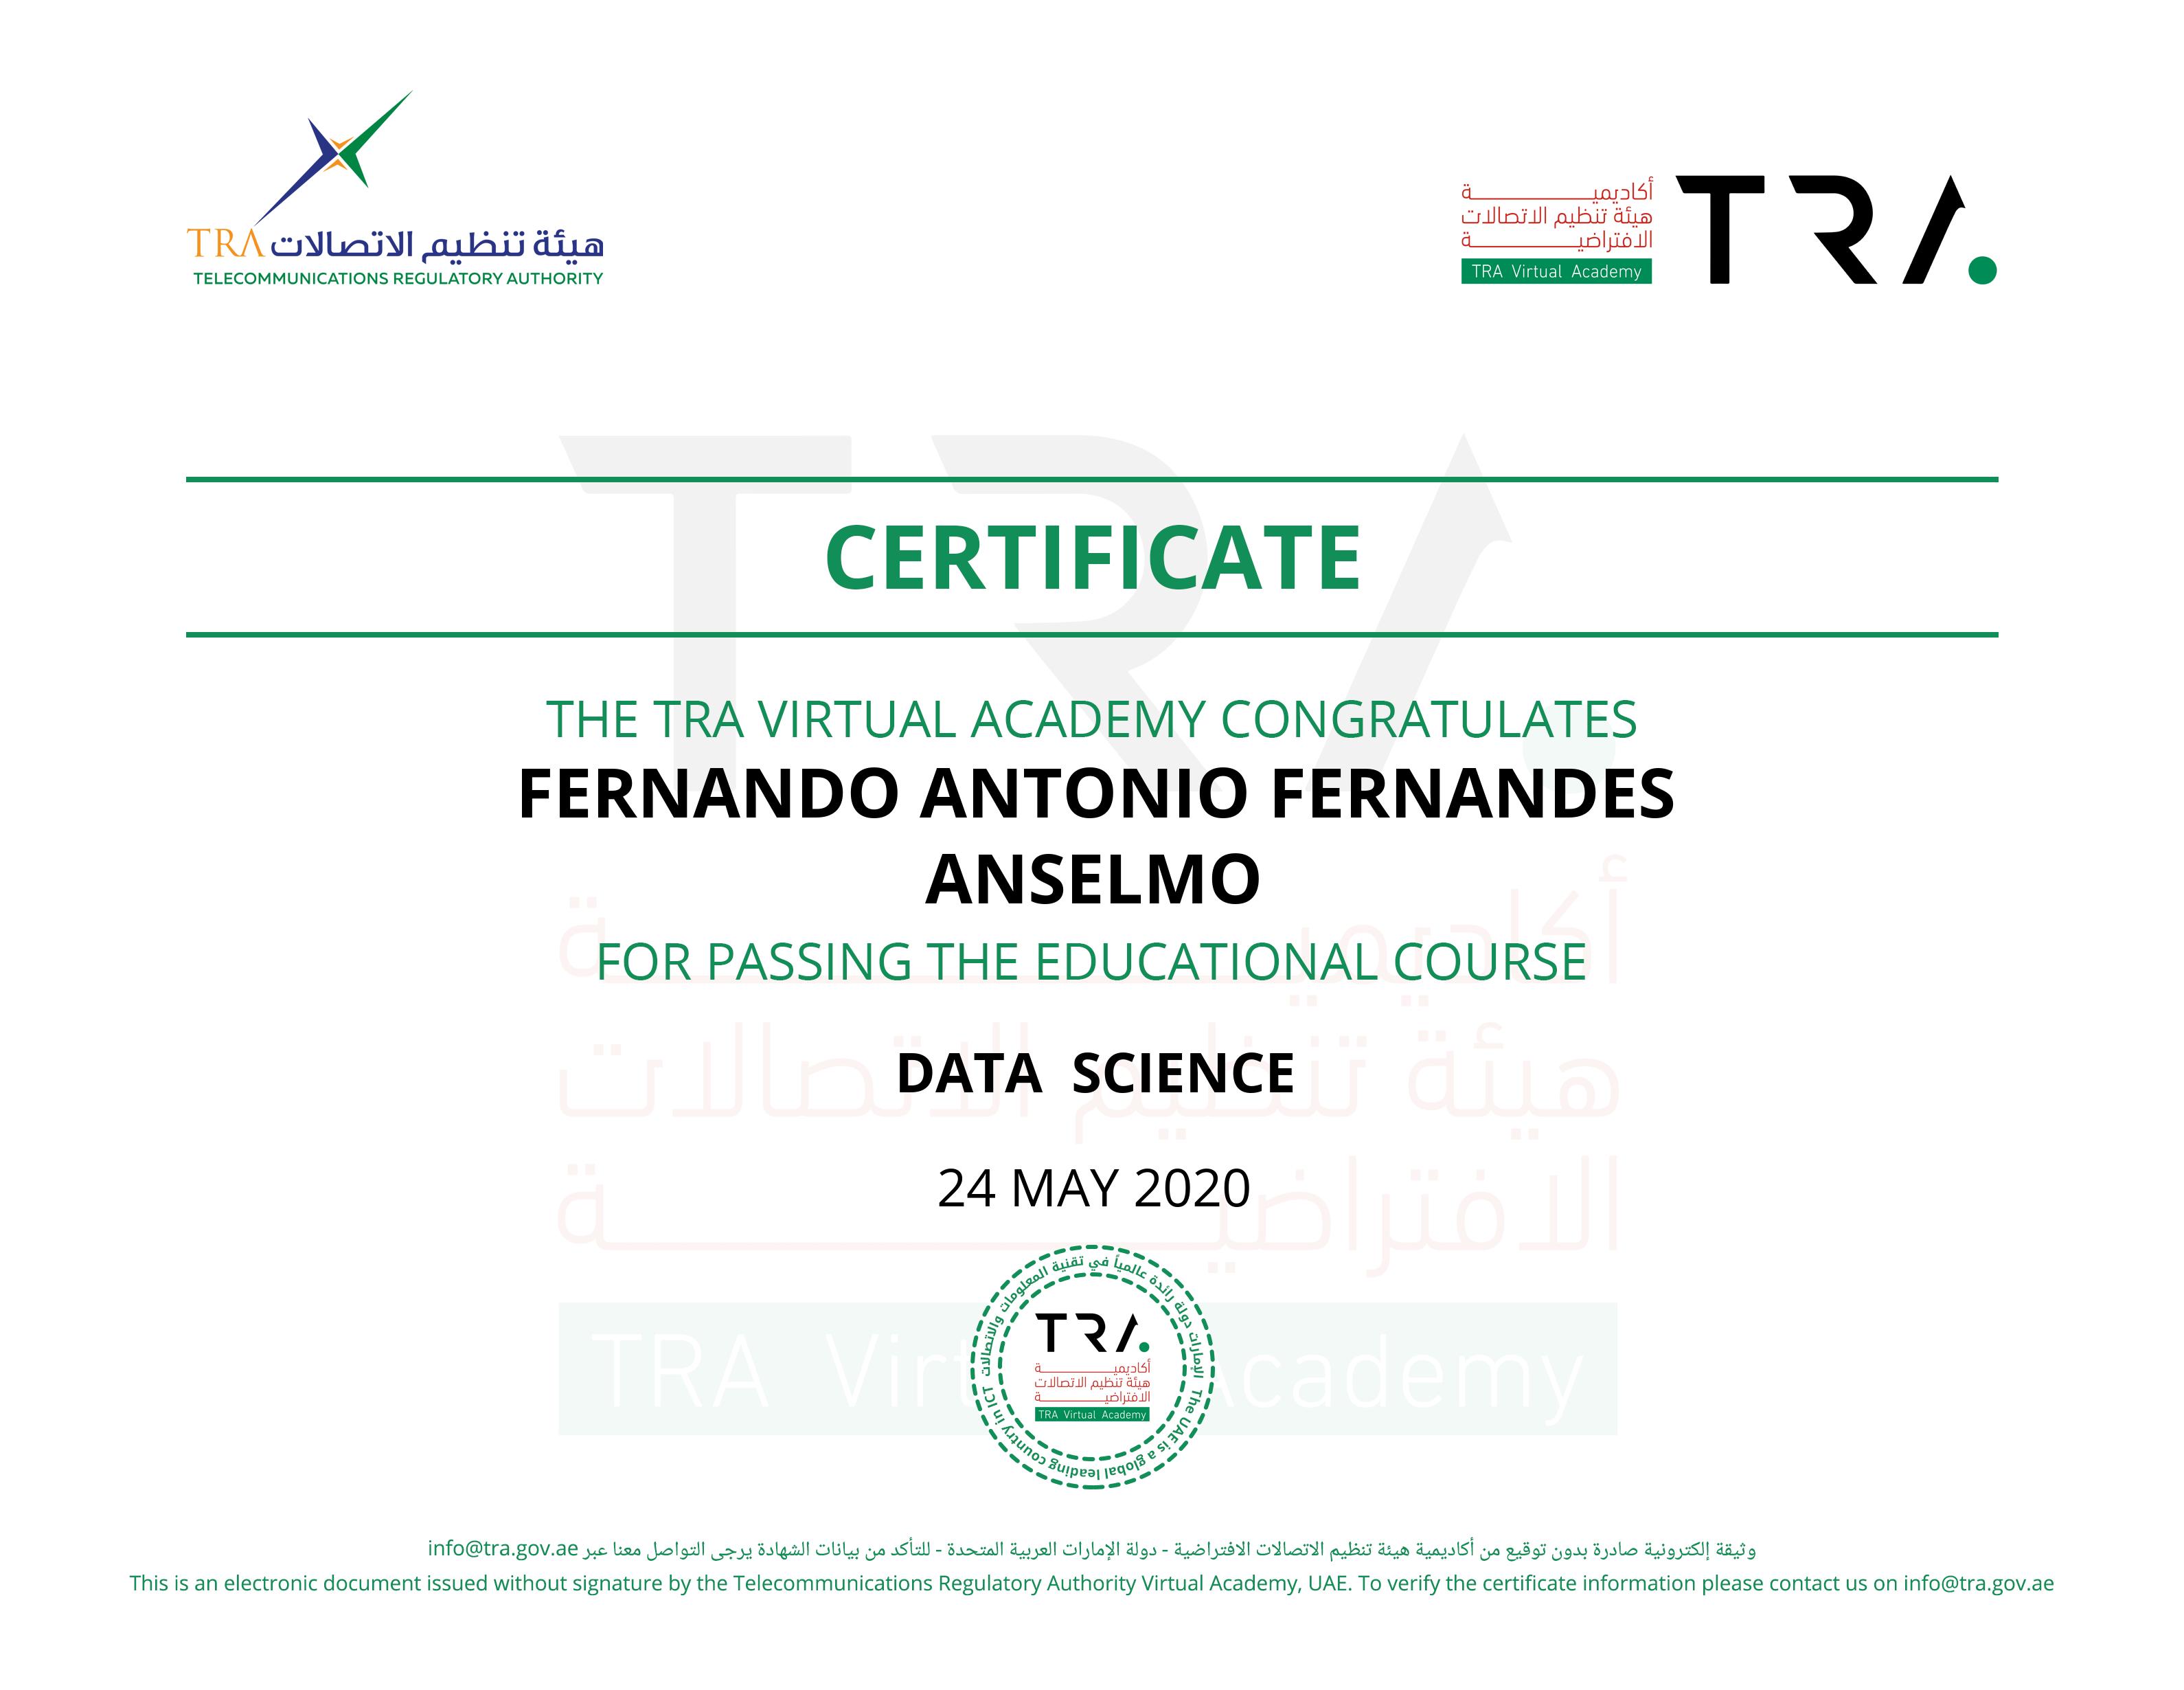 TRA هيئة تنظيم الاتصالات
TELECOMMUNICATIONS REGULATORY AUTHORITY
أكاديميـة
هيئة تنظيم الاتصالات
الافتراضيـة
TRA Virtual Academy
TRA
CERTIFICATE
THE TRA VIRTUAL ACADEMY CONGRATULATES
FERNANDO ANTONIO FERNANDES
ANSELMO
FOR PASSING THE EDUCATIONAL COURSE
DATA SCIENCE
24 MAY 2020
الإمارات دولة رائدة عالمياً في تقنية المعلومات والاتصالات
The UAE is a global leading country in ICT
TRA
أكاديميـة
هيئة تنظيم الاتصالات
الافتراضيـة
TRA Virtual Academy
وثيقة إلكترونية صادرة بدون توقيع من أكاديمية هيئة تنظيم الاتصالات الافتراضية - دولة الإمارات العربية المتحدة - للتأكد من بيانات الشهادة يرجى التواصل معنا عبر info@tra.gov.ae
This is an electronic document issued without signature by the Telecommunications Regulatory Authority Virtual Academy, UAE. To verify the certificate information please contact us on info@tra.gov.ae